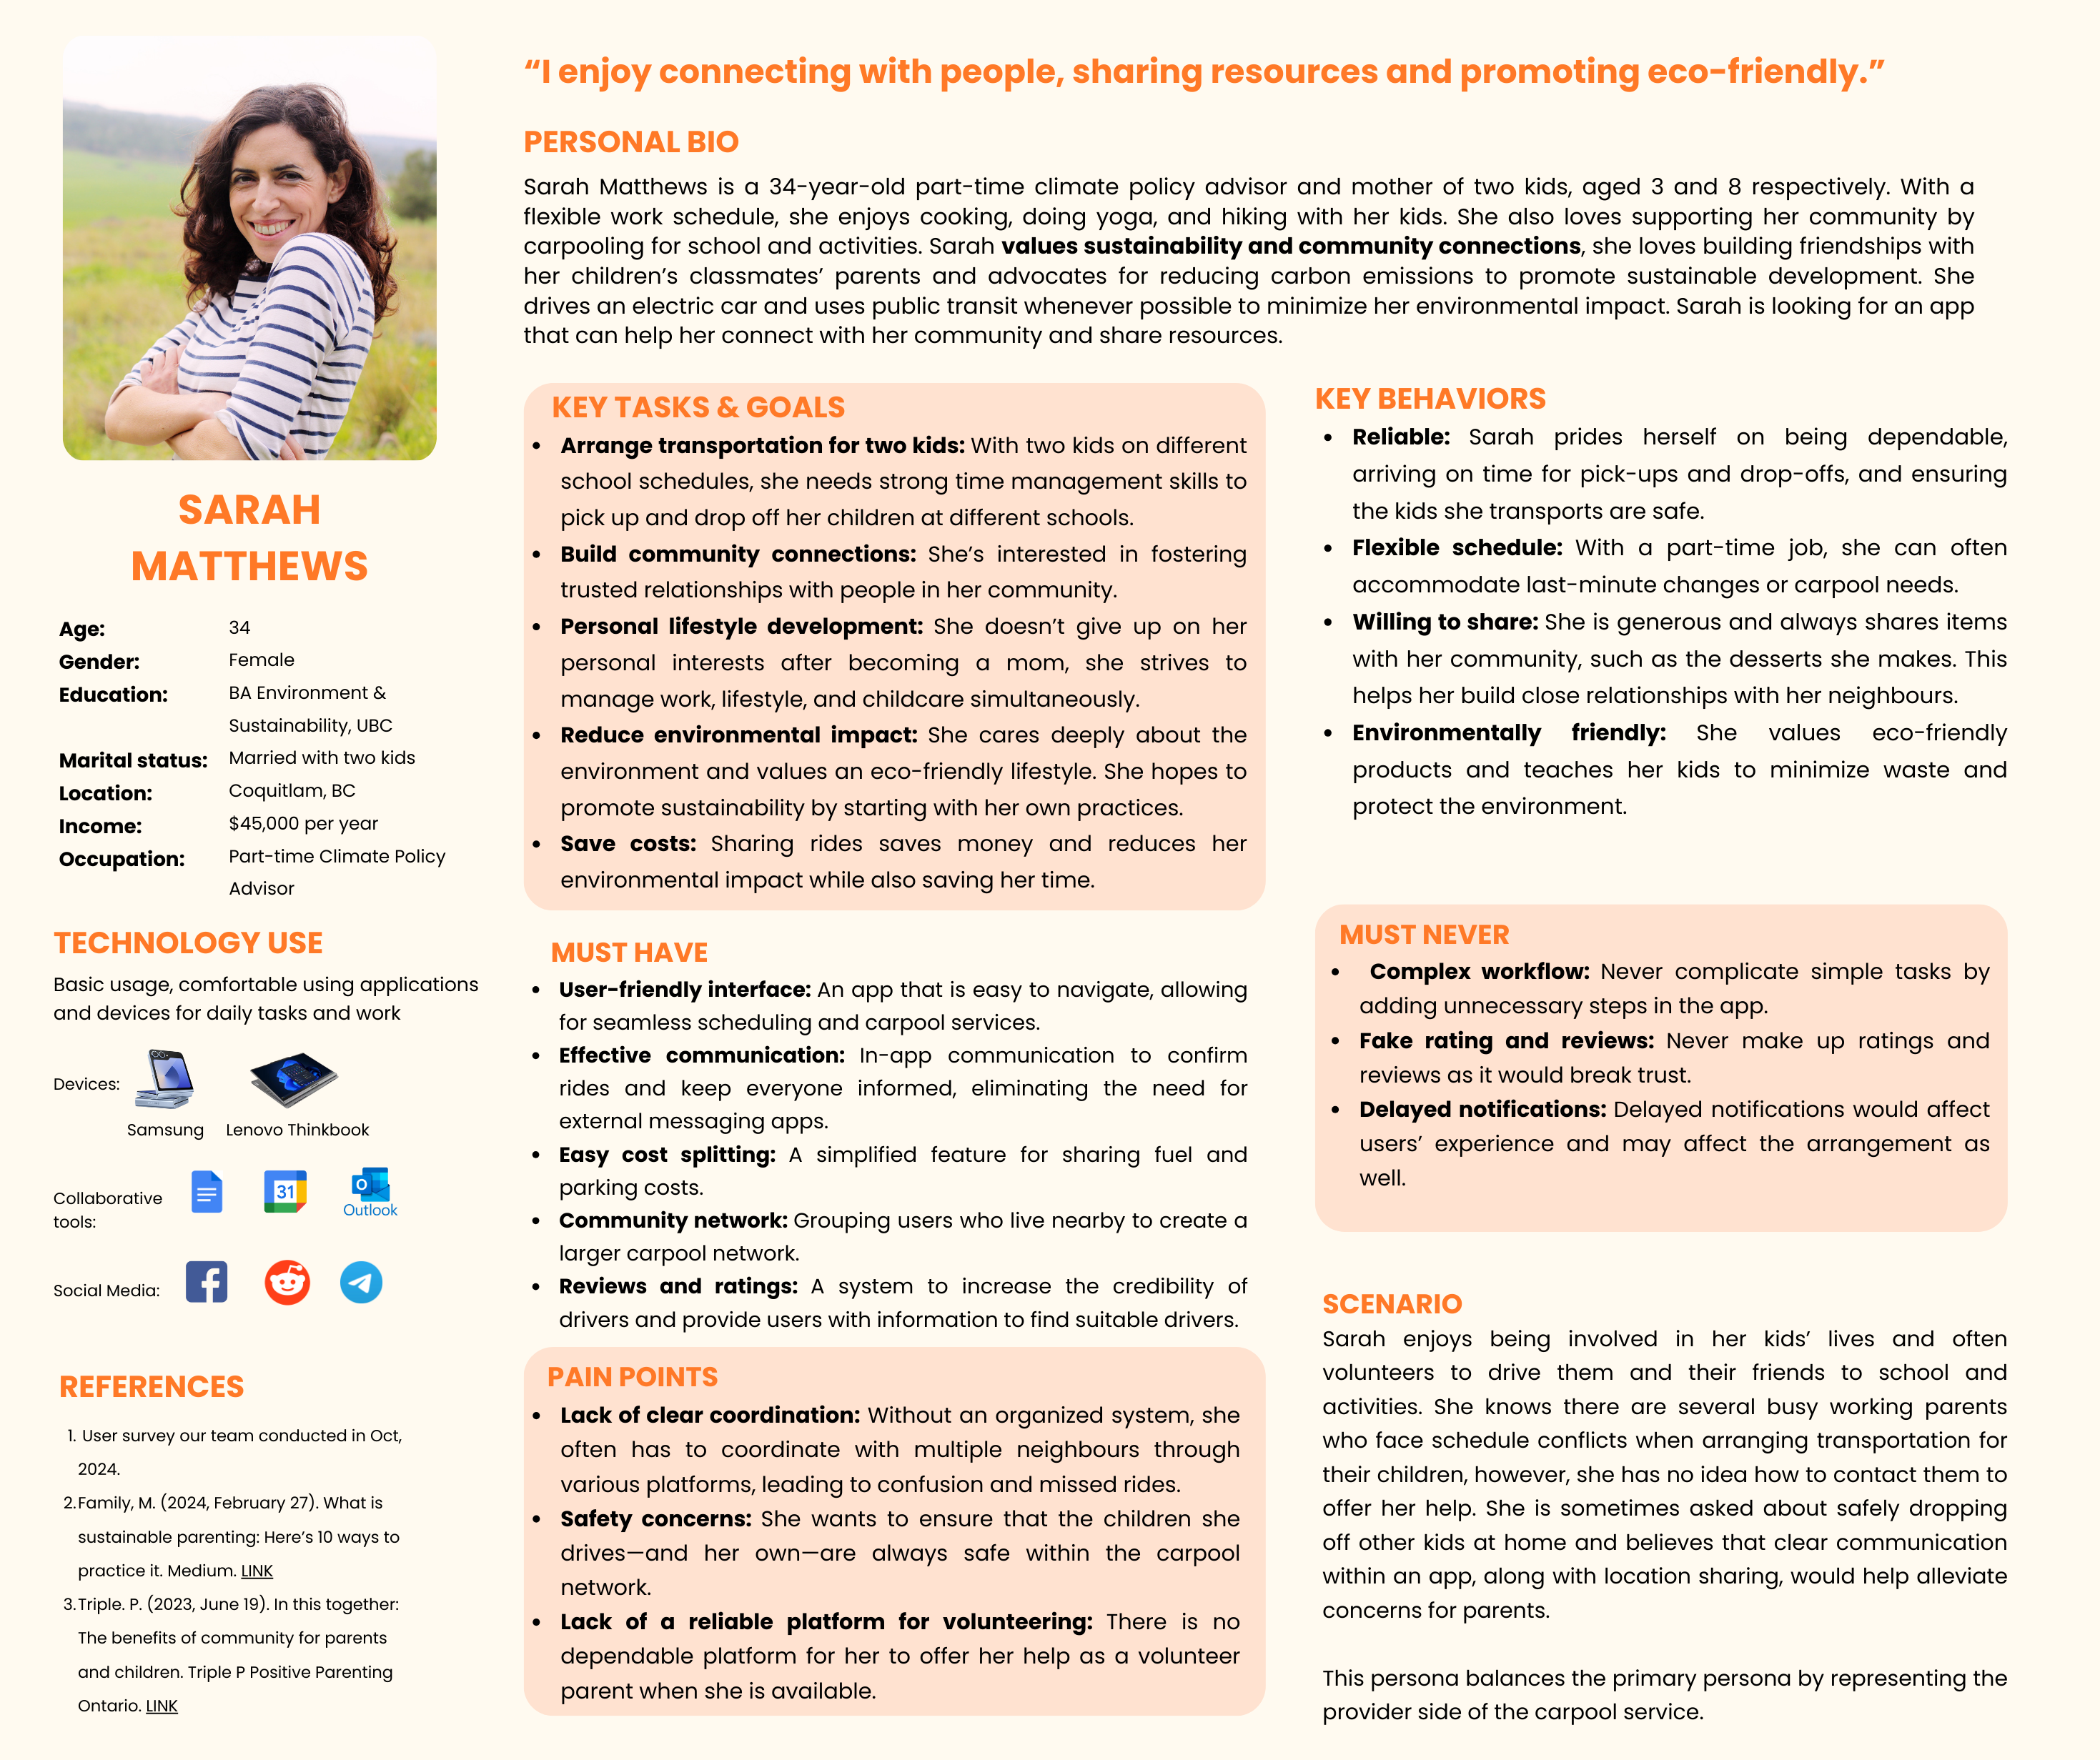 “I enjoy connecting with people, sharing resources and promoting eco-friendly.”
PERSONAL BIO
Sarah Matthews is a 34-year-old part-time climate policy advisor and mother of two kids, aged 3 and 8 respectively. With a
flexible work schedule, she enjoys cooking, doing yoga, and hiking with her kids. She also loves supporting her community by
carpooling for school and activities. Sarah values sustainability and community connections, she loves building friendships with
her children’s classmates’ parents and advocates for reducing carbon emissions to promote sustainable development. She
drives an electric car and uses public transit whenever possible to minimize her environmental impact. Sarah is looking for an app
that can help her connect with her community and share resources.
SARAH
MATTHEWS
Age: 34
Gender: Female
Education: BA Environment &
Sustainability, UBC
Marital status: Married with two kids
Location: Coquitlam, BC
Income: $45,000 per year
Occupation: Part-time Climate Policy
Advisor
TECHNOLOGY USE
Basic usage, comfortable using applications
and devices for daily tasks and work
Devices:
Samsung Lenovo Thinkbook
Collaborative
tools:
31
Outlook
Social Media:
REFERENCES
1. User survey our team conducted in Oct,
2024.
2. Family, M. (2024, February 27). What is
sustainable parenting: Here’s 10 ways to
practice it. Medium. LINK
3. Triple. P. (2023, June 19). In this together:
The benefits of community for parents
and children. Triple P Positive Parenting
Ontario. LINK
KEY TASKS & GOALS
• Arrange transportation for two kids: With two kids on different
school schedules, she needs strong time management skills to
pick up and drop off her children at different schools.
• Build community connections: She’s interested in fostering
trusted relationships with people in her community.
• Personal lifestyle development: She doesn’t give up on her
personal interests after becoming a mom, she strives to
manage work, lifestyle, and childcare simultaneously.
• Reduce environmental impact: She cares deeply about the
environment and values an eco-friendly lifestyle. She hopes to
promote sustainability by starting with her own practices.
• Save costs: Sharing rides saves money and reduces her
environmental impact while also saving her time.
MUST HAVE
• User-friendly interface: An app that is easy to navigate, allowing
for seamless scheduling and carpool services.
• Effective communication: In-app communication to confirm
rides and keep everyone informed, eliminating the need for
external messaging apps.
• Easy cost splitting: A simplified feature for sharing fuel and
parking costs.
• Community network: Grouping users who live nearby to create a
larger carpool network.
• Reviews and ratings: A system to increase the credibility of
drivers and provide users with information to find suitable drivers.
PAIN POINTS
• Lack of clear coordination: Without an organized system, she
often has to coordinate with multiple neighbours through
various platforms, leading to confusion and missed rides.
• Safety concerns: She wants to ensure that the children she
drives—and her own—are always safe within the carpool
network.
• Lack of a reliable platform for volunteering: There is no
dependable platform for her to offer her help as a volunteer
parent when she is available.
KEY BEHAVIORS
• Reliable: Sarah prides herself on being dependable,
arriving on time for pick-ups and drop-offs, and ensuring
the kids she transports are safe.
• Flexible schedule: With a part-time job, she can often
accommodate last-minute changes or carpool needs.
• Willing to share: She is generous and always shares items
with her community, such as the desserts she makes. This
helps her build close relationships with her neighbours.
• Environmentally friendly: She values eco-friendly
products and teaches her kids to minimize waste and
protect the environment.
MUST NEVER
• Complex workflow: Never complicate simple tasks by
adding unnecessary steps in the app.
• Fake rating and reviews: Never make up ratings and
reviews as it would break trust.
• Delayed notifications: Delayed notifications would affect
users’ experience and may affect the arrangement as
well.
SCENARIO
Sarah enjoys being involved in her kids’ lives and often
volunteers to drive them and their friends to school and
activities. She knows there are several busy working parents
who face schedule conflicts when arranging transportation for
their children, however, she has no idea how to contact them to
offer her help. She is sometimes asked about safely dropping
off other kids at home and believes that clear communication
within an app, along with location sharing, would help alleviate
concerns for parents.
This persona balances the primary persona by representing the
provider side of the carpool service.